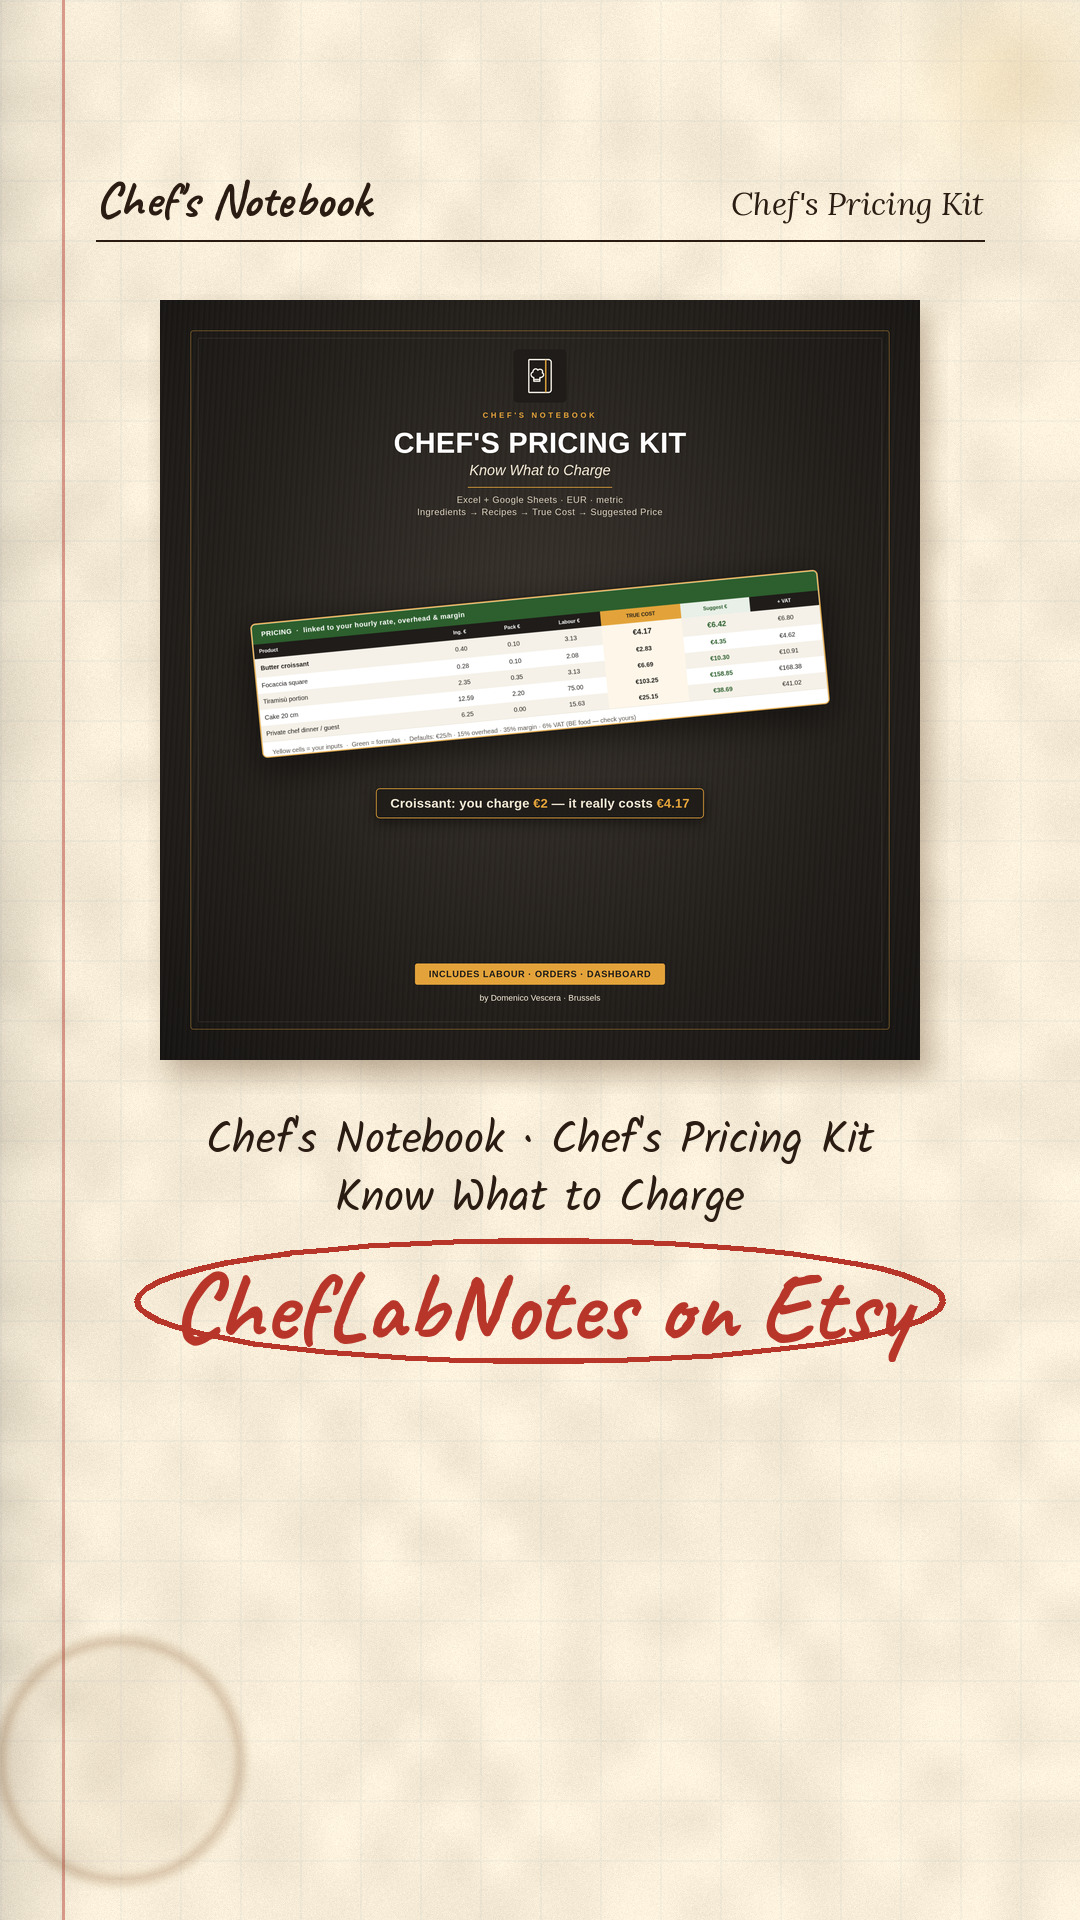 Chef's Notebook
Chef's Pricing Kit
CHEF'S NOTEBOOK
CHEF'S PRICING KIT
Know What to Charge
Excel + Google Sheets · EUR · metric
Ingredients → Recipes → True Cost → Suggested Price
PRICING · linked to your hourly rate, overhead & margin
Product Ing. € Pack € Labour € TRUE COST Suggest € + VAT
Butter croissant 0.40 0.10 3.13 €4.17 €6.42 €6.80
Focaccia square 0.28 0.10 2.08 €2.83 €4.35 €4.62
Tiramisù portion 2.35 0.35 3.13 €6.69 €10.30 €10.91
Cake 20 cm 12.59 2.20 75.00 €103.25 €158.85 €168.38
Private chef dinner / guest 6.25 0.00 15.63 €25.15 €38.69 €41.02
Yellow cells = your inputs · Green = formulas · Defaults: €25/h · 15% overhead · 35% margin · 6% VAT (BE food — check yours)
Croissant: you charge €2 — it really costs €4.17
INCLUDES LABOUR · ORDERS · DASHBOARD
by Domenico Vescera · Brussels
Chef's Notebook · Chef's Pricing Kit
Know What to Charge
ChefLabNotes on Etsy